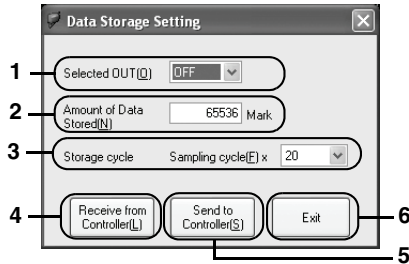 Data Storage Setting
1 Selected OUT(O) OFF
2 Amount of Data Stored(N) 65536 Mark
3 Storage cycle Sampling cycle(F) x 20
4 Receive from Controller(L) Send to Controller(S) Exit 6
5